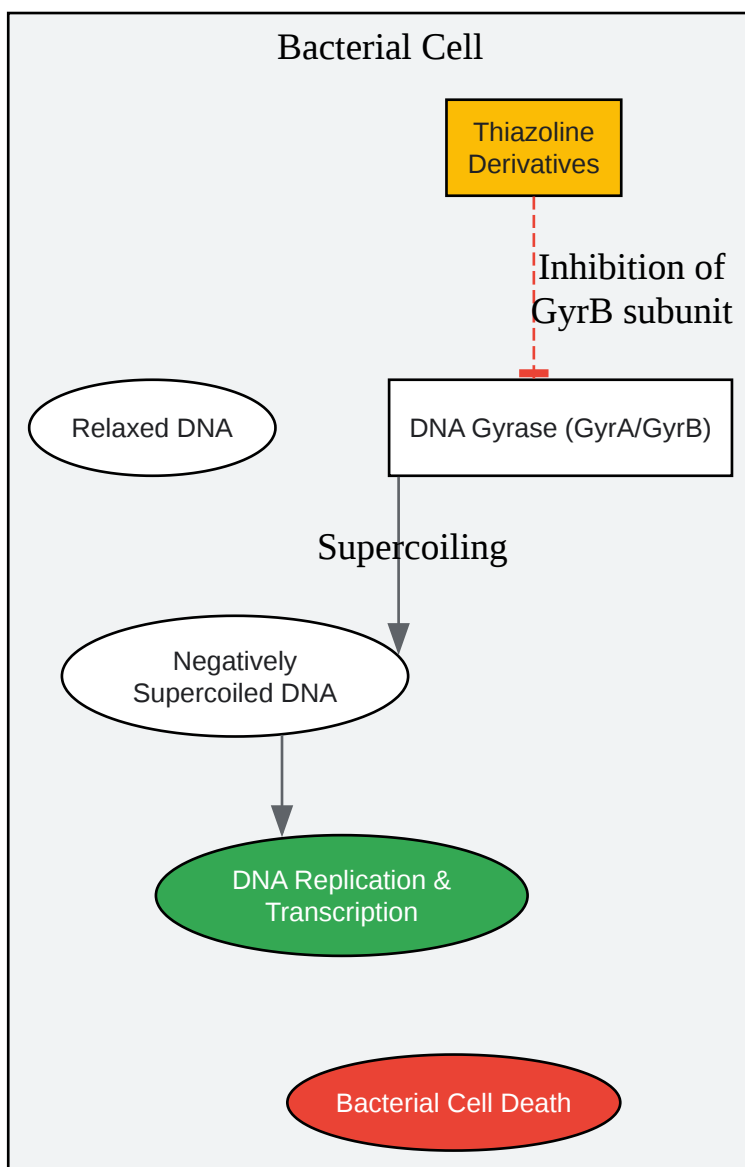 Bacterial Cell
Thiazoline
Derivatives
Inhibition of
GyrB subunit
Relaxed DNA
DNA Gyrase (GyrA/GyrB)
Supercoiling
Negatively
Supercoiled DNA
DNA Replication &
Transcription
Bacterial Cell Death